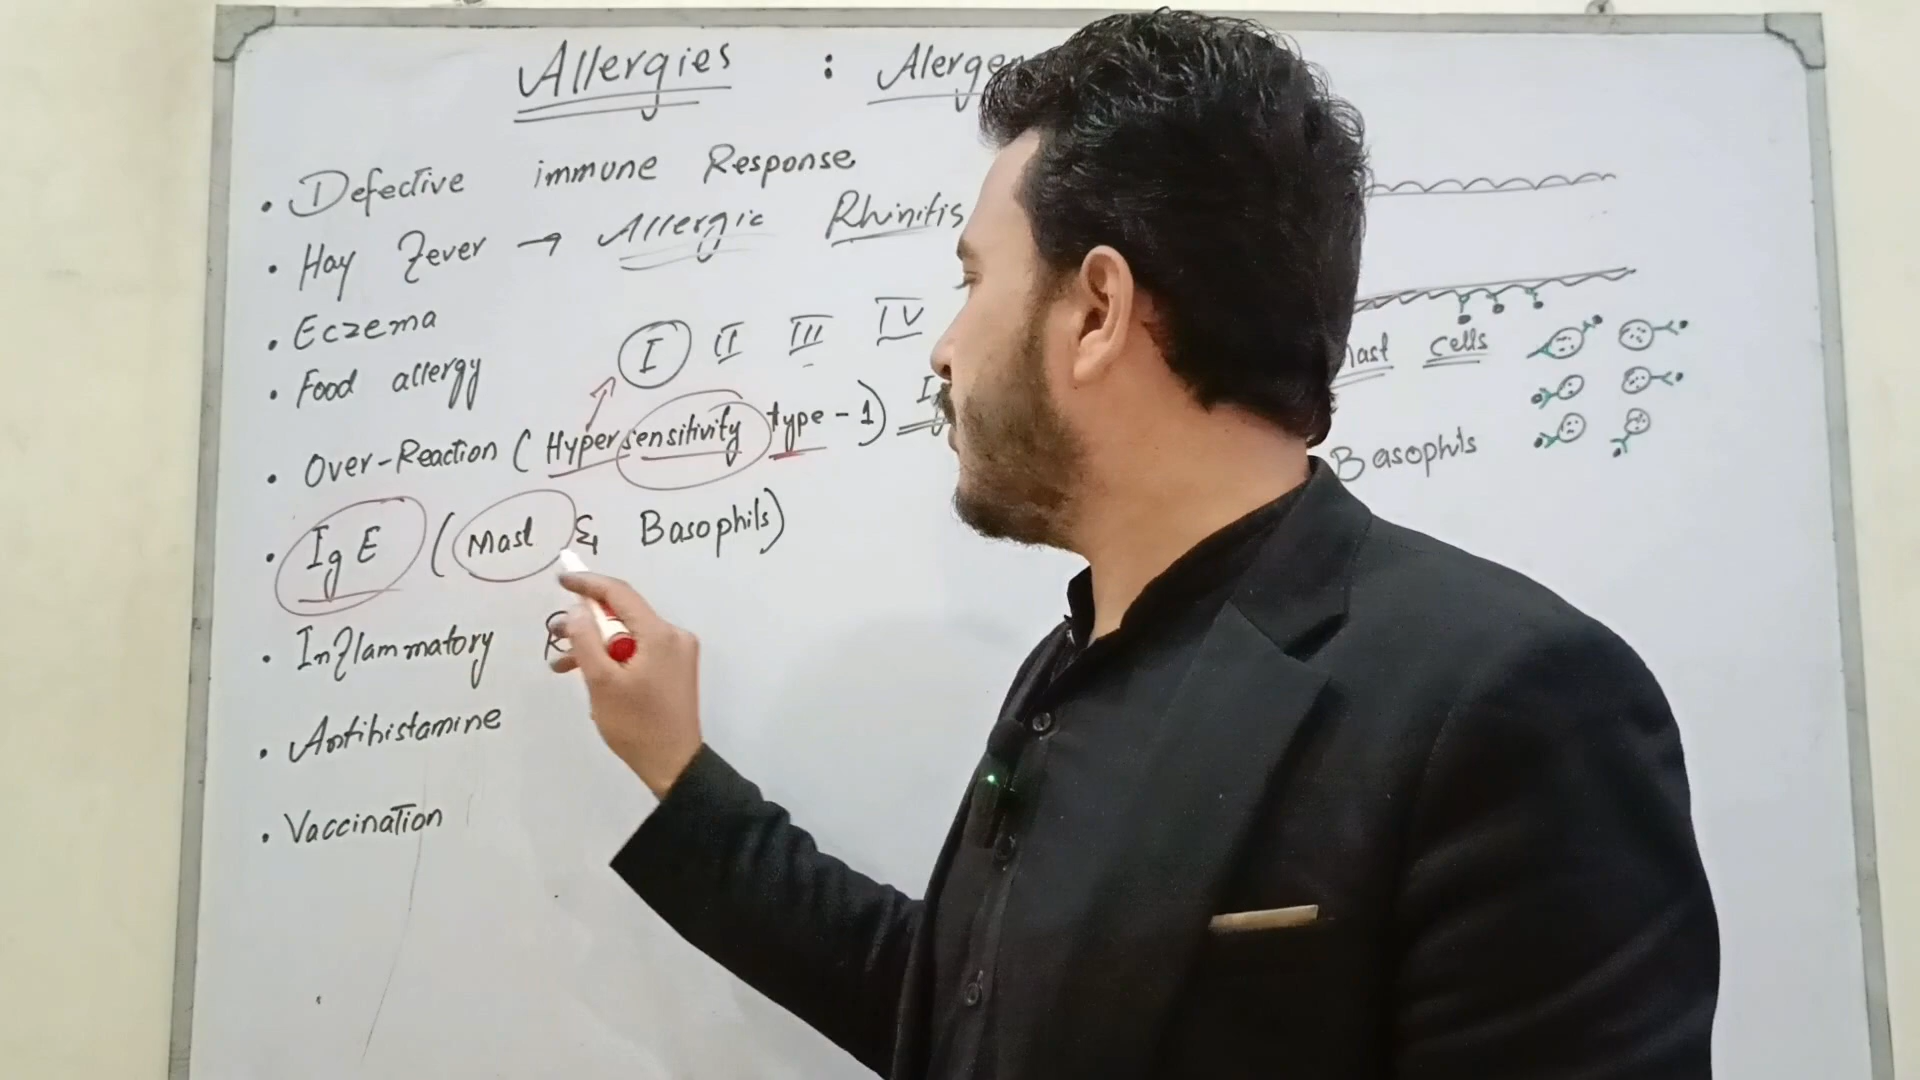 Allergies : Alerge
• Defective immune Response
• Hay Fever → Allergic Rhinitis
• Eczema
• Food allergy
I II III IV
• Over-Reaction (Hypersensitivity type-1)
• IgE (Mast & Basophils)
• Inflammatory R
• Antihistamine
• Vaccination
Mast cells
Basophils